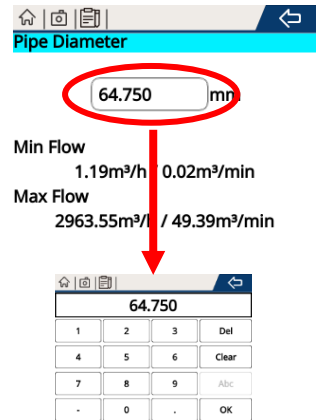 Pipe Diameter
64.750 mm
Min Flow
1.19m³/h / 0.02m³/min
Max Flow
2963.55m³/h / 49.39m³/min
64.750
1 2 3 Del
4 5 6 Clear
7 8 9 Abc
- 0 . OK